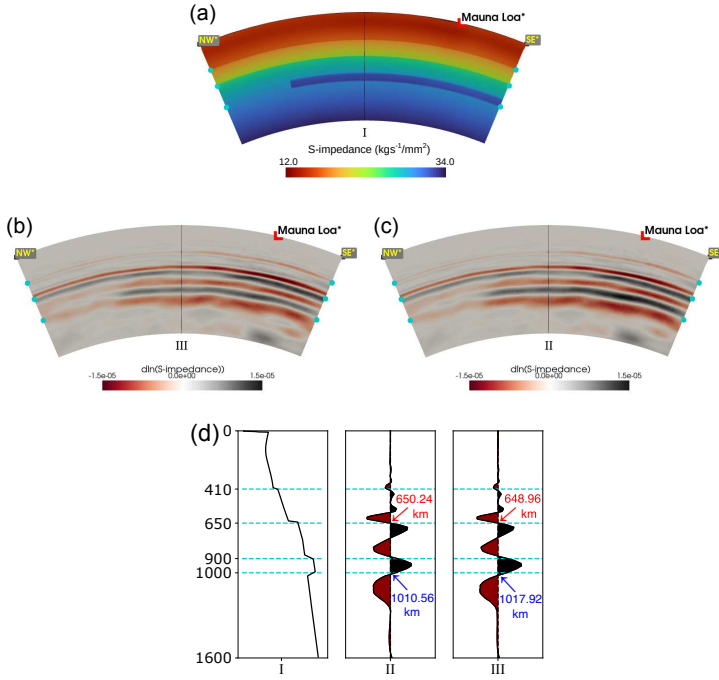 (a)
Mauna Loa*
NW*
SE*
I
S-impedance (kgs⁻¹/mm²)
12.0
34.0
(b)
Mauna Loa*
NW*
SE*
III
dln(S-impedance))
-1.5e-05
0.0e+00
1.5e-05
(c)
Mauna Loa*
NW*
SE*
II
dln(S-impedance)
-1.5e-05
0.0e+00
1.5e-05
(d)
0
410
650
900
1000
1600
650.24
km
1010.56
km
648.96
km
1017.92
km
I
II
III